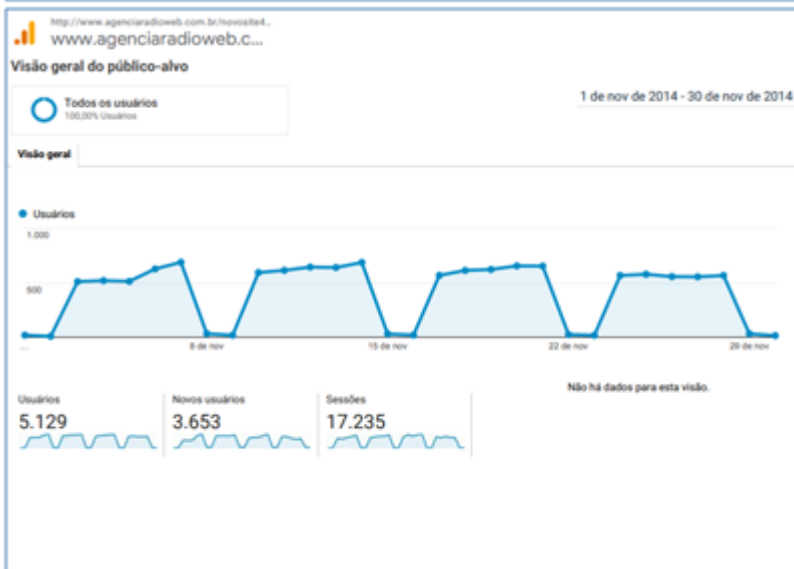 http://www.agenciaradioweb.com.br/novosite4...
www.agenciaradioweb.c...
Visão geral do público-alvo
Todos os usuários
100,00% Usuários
1 de nov de 2014 - 30 de nov de 2014
Visão geral
Usuários
1.000
500
...
8 de nov
15 de nov
22 de nov
29 de nov
Não há dados para esta visão.
Usuários
5.129
Novos usuários
3.653
Sessões
17.235